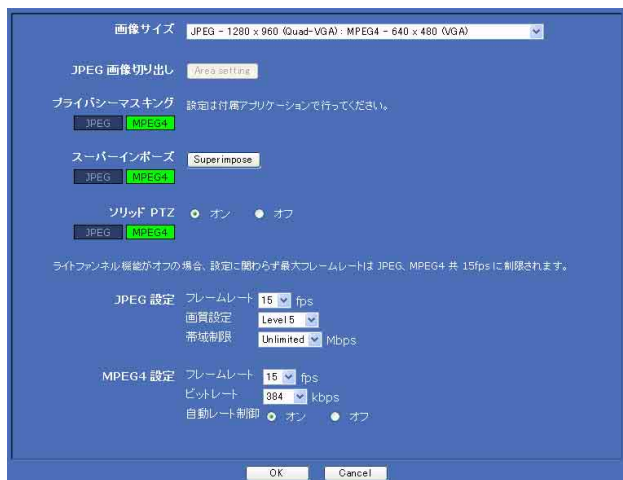 画像サイズ JPEG - 1280 x 960 (Quad-VGA) : MPEG4 - 640 x 480 (VGA)
JPEG 画像切り出し Area setting
プライバシーマスキング 設定は付属アプリケーションで行ってください。
JPEG MPEG4
スーパーインポーズ Superimpose
JPEG MPEG4
ソリッド PTZ オン オフ
JPEG MPEG4
ライトファンネル機能がオフの場合、設定に関わらず最大フレームレートは JPEG、MPEG4 共 15fps に制限されます。
JPEG 設定 フレームレート 15 fps
画質設定 Level 5
帯域制限 Unlimited Mbps
MPEG4 設定 フレームレート 15 fps
ビットレート 384 kbps
自動レート制御 オン オフ
OK Cancel